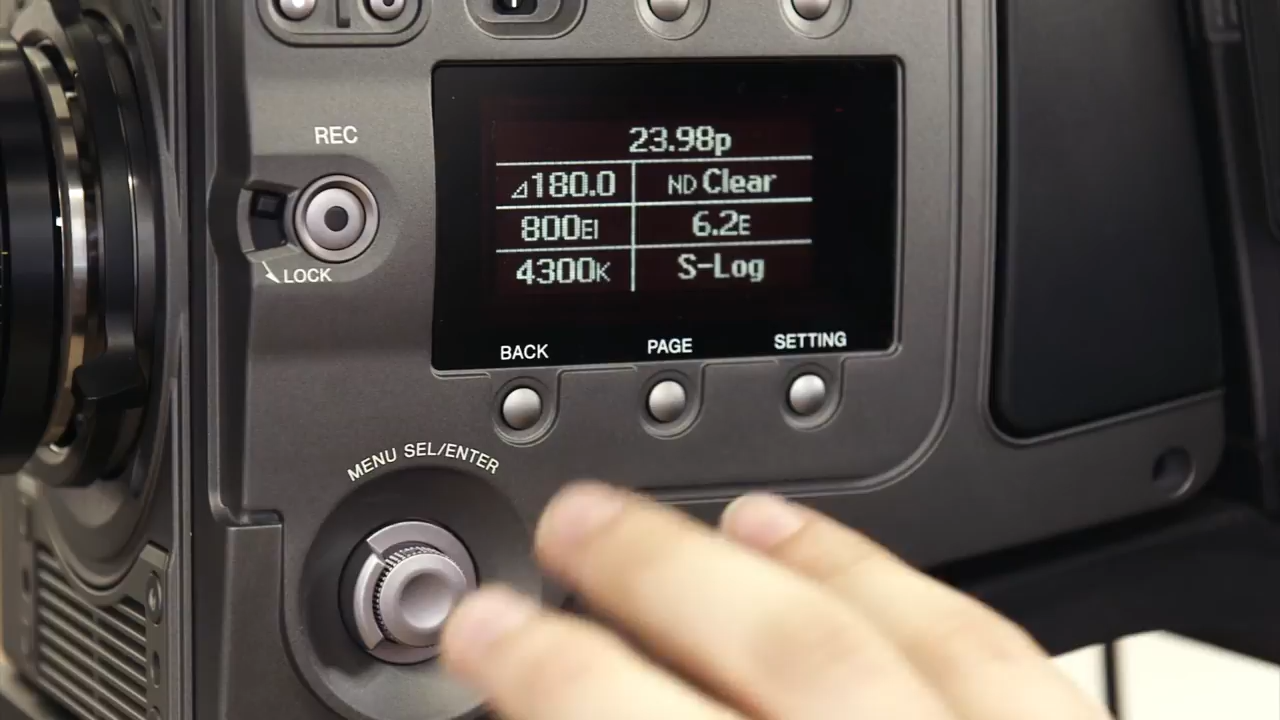 REC
LOCK
23.98p
⊿180.0 ND Clear
800EI 6.2E
4300K S-Log
BACK PAGE SETTING
MENU SEL/ENTER